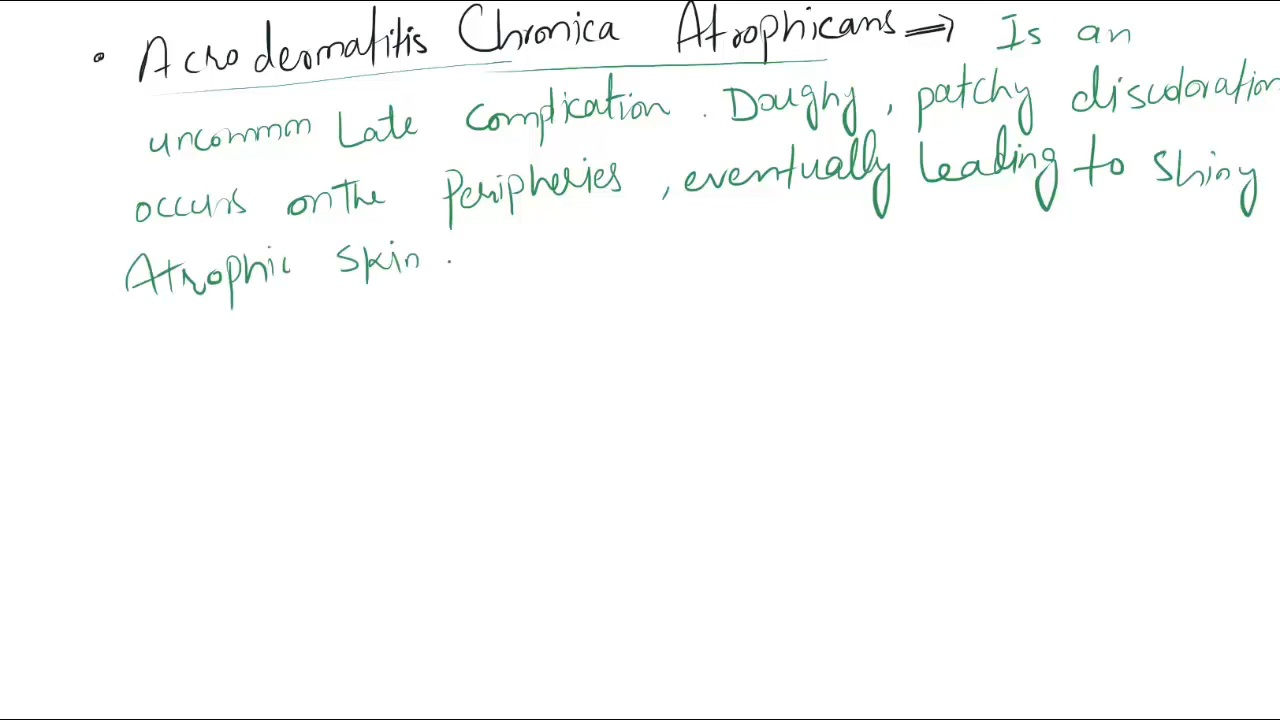 • Acrodermatitis Chronica Atrophicans ⇒ Is an
uncommon Late complication. Doughy, patchy discoloration
occurs on the Peripheries, eventually leading to Shiny
Atrophic skin.